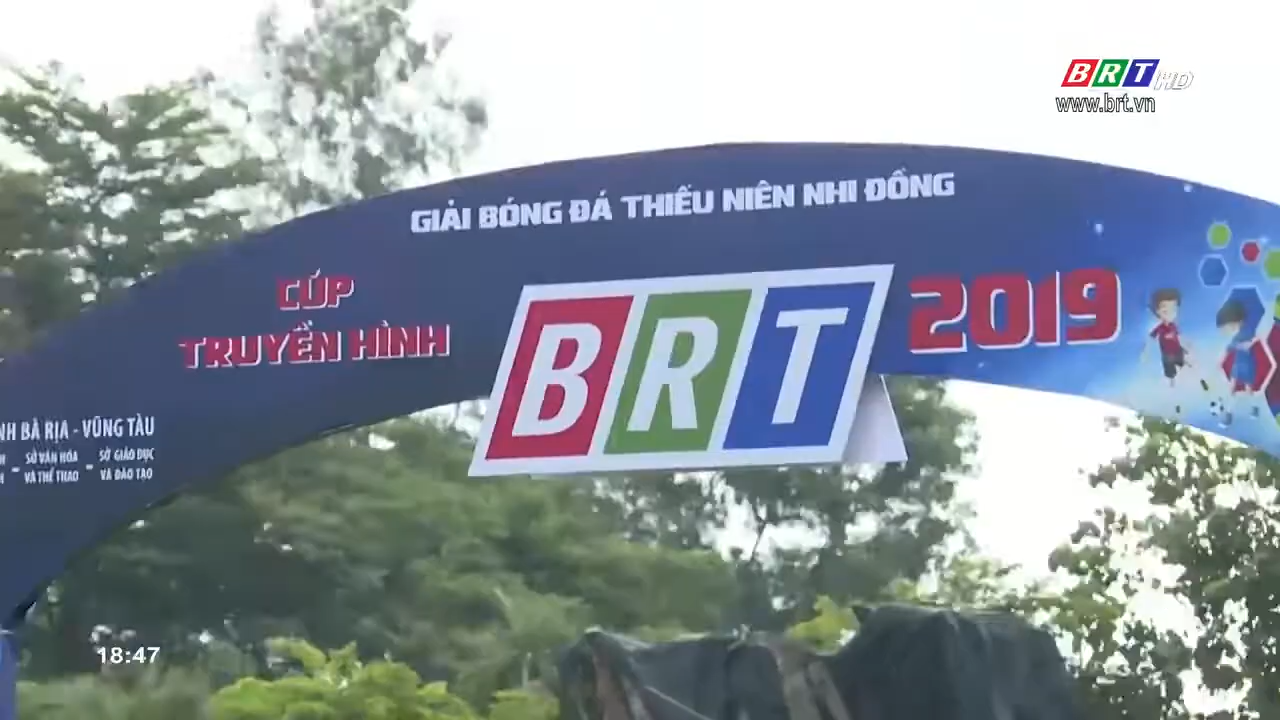 BRT HD
www.brt.vn
GIẢI BÓNG ĐÁ THIẾU NIÊN NHI ĐỒNG
CÚP
TRUYỀN HÌNH
BRT
2019
BÀ RỊA - VŨNG TÀU
SỞ VĂN HÓA - SỞ GIÁO DỤC
VÀ THỂ THAO VÀ ĐÀO TẠO
18:47